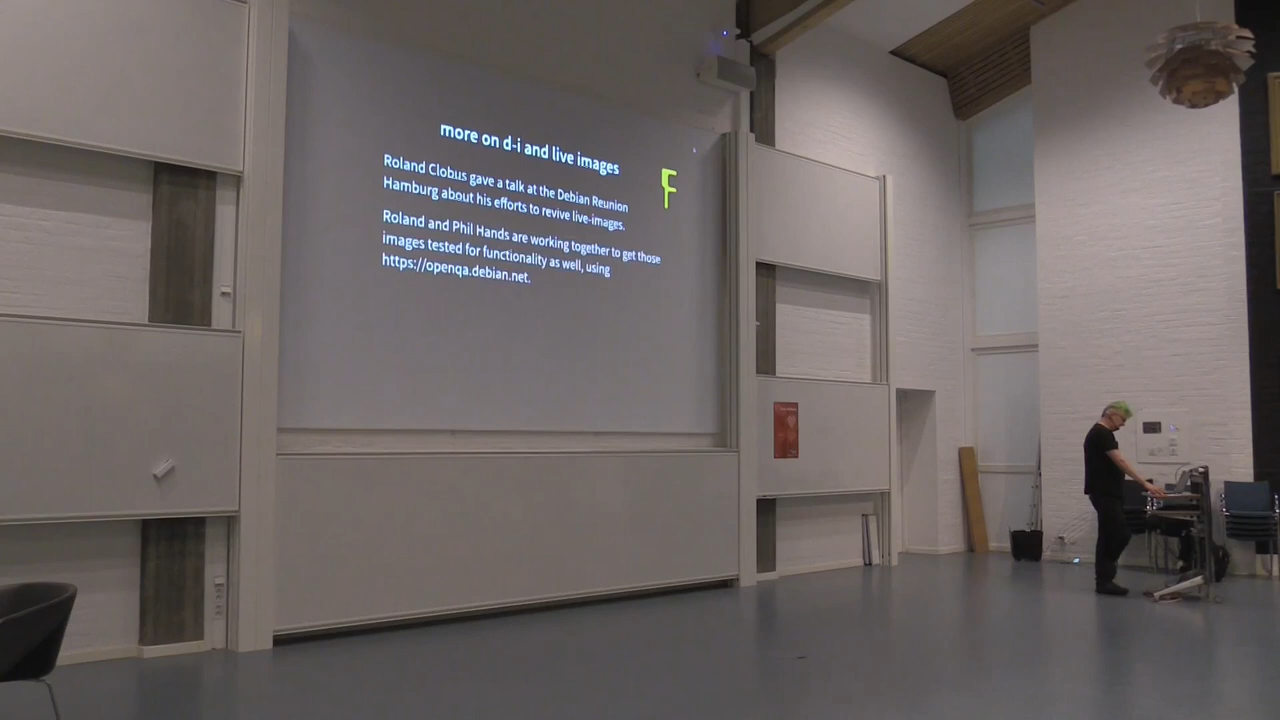 more on d-i and live images
Roland Clobus gave a talk at the Debian Reunion
Hamburg about his efforts to revive live-images.
Roland and Phil Hands are working together to get those
images tested for functionality as well, using
https://openqa.debian.net.
F